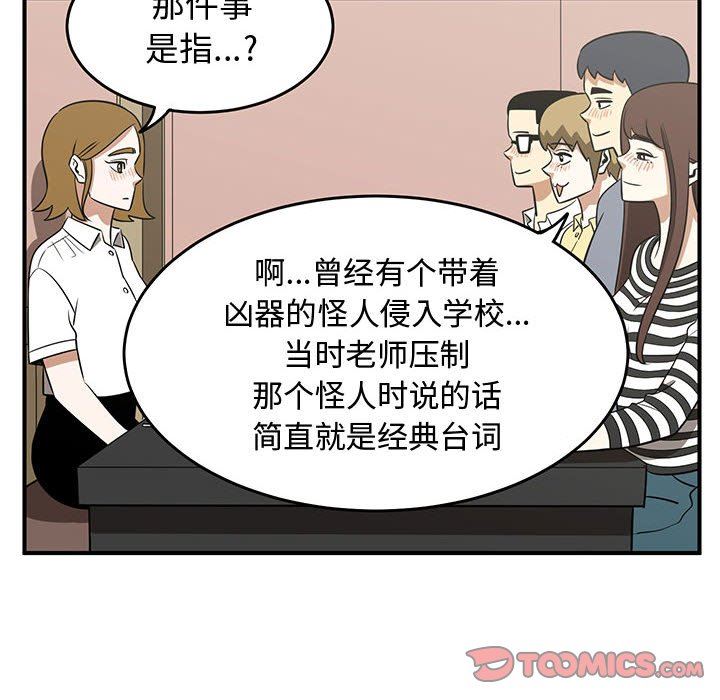 那件事
是指...?
啊...曾经有个带着
凶器的怪人侵入学校...
当时老师压制
那个怪人时说的话
简直就是经典台词
TOOMICS.COM